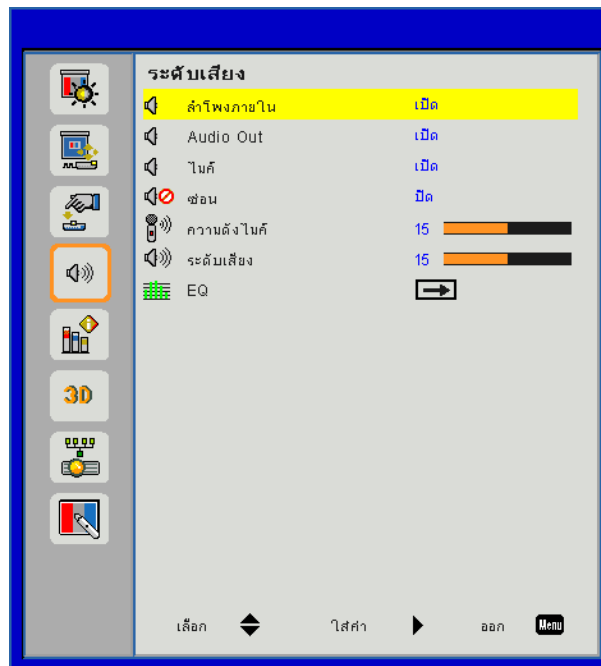 ระดับเสียง
ลำโพงภายใน เปิด
Audio Out เปิด
ไมค์ เปิด
ซ่อน ปิด
ความดังไมค์ 15
ระดับเสียง 15
EQ
3D
เลือก ใส่ค่า ออก Menu